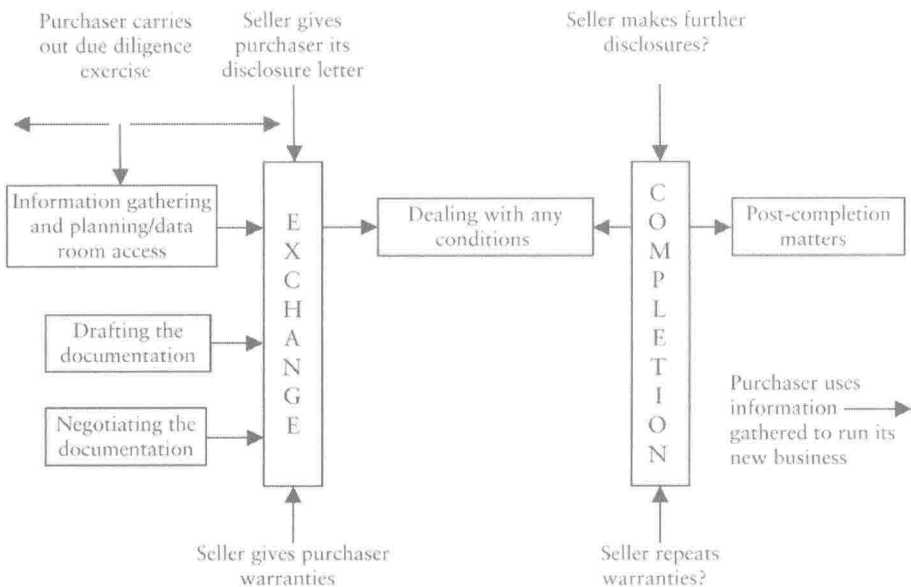 Purchaser carries
out due diligence
exercise
Seller gives
purchaser its
disclosure letter
Seller makes further
disclosures?
Information gathering
and planning/data
room access
EXCHANGE
Dealing with any
conditions
COMPLETION
Post-completion
matters
Drafting the
documentation
Negotiating the
documentation
Purchaser uses
information
gathered to run its
new business
Seller gives purchaser
warranties
Seller repeats
warranties?